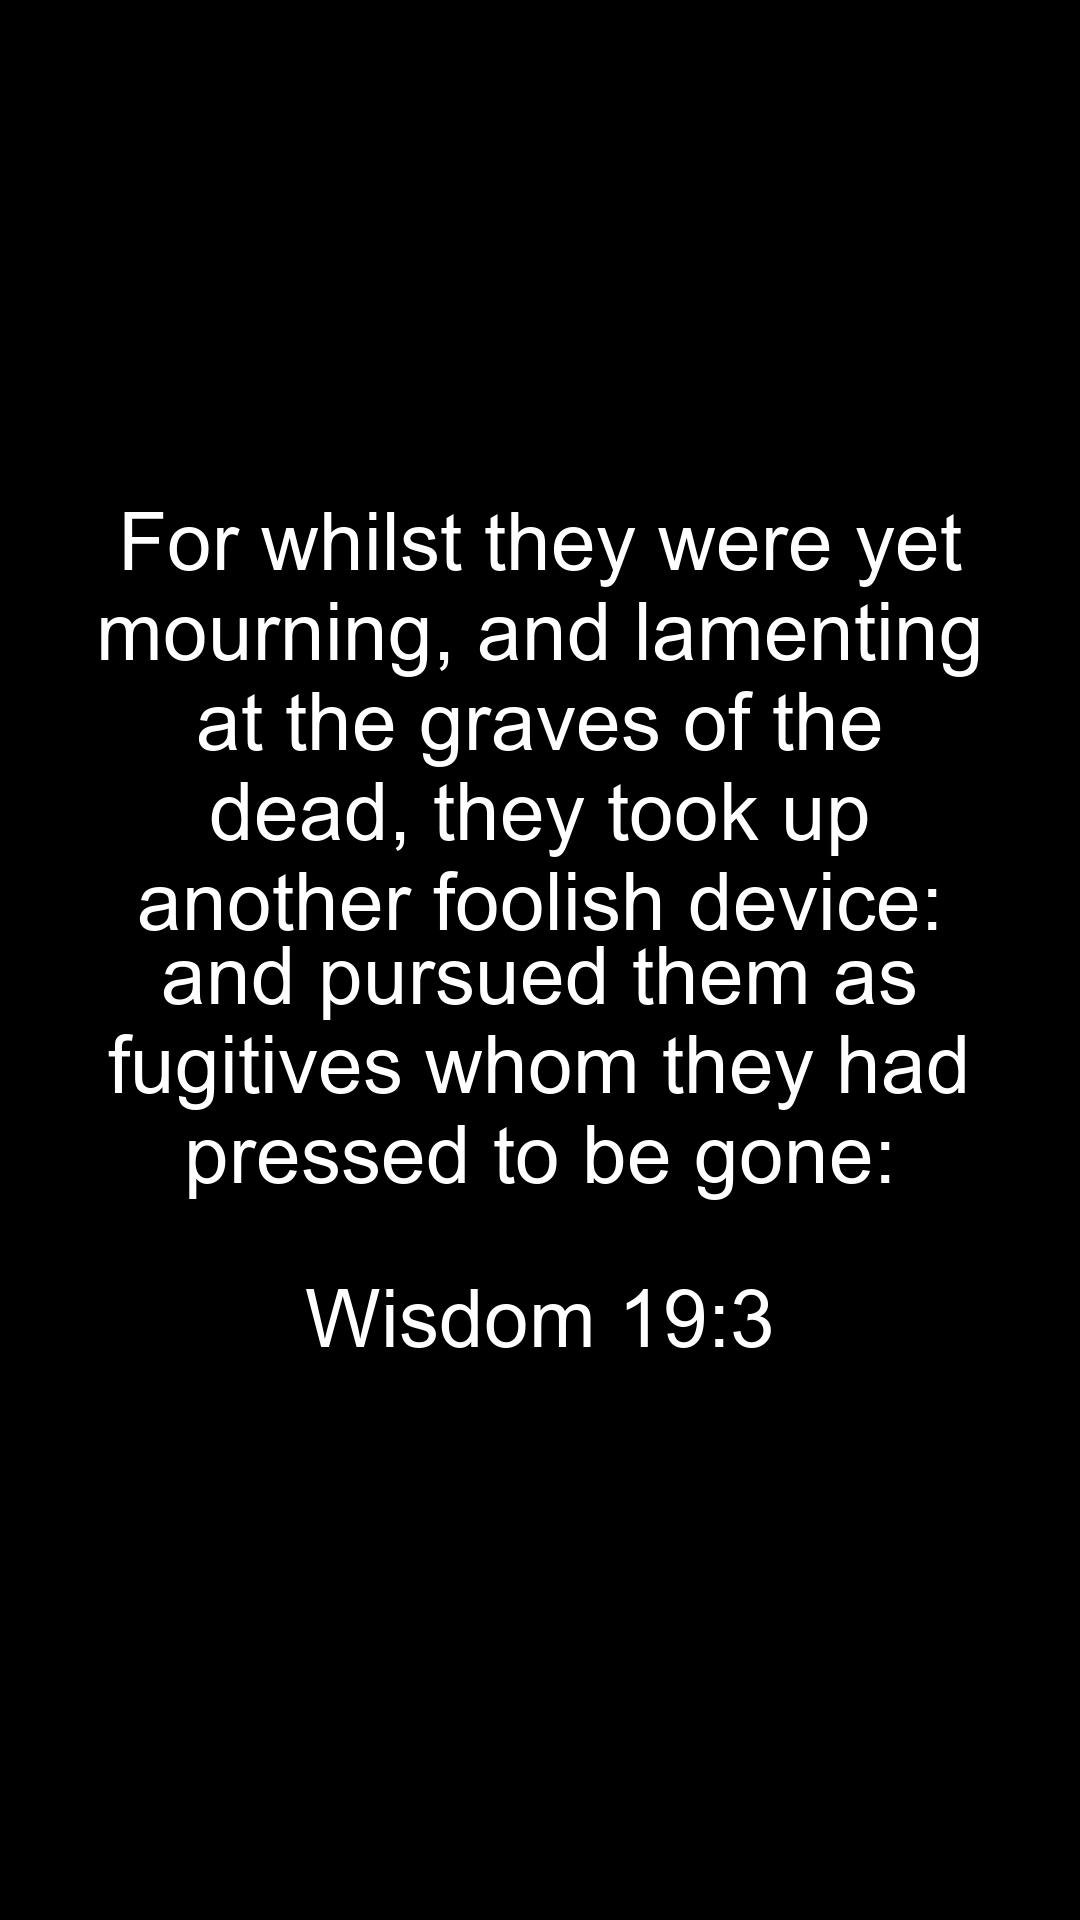 For whilst they were yet
mourning, and lamenting
at the graves of the
dead, they took up
another foolish device:
and pursued them as
fugitives whom they had
pressed to be gone:
Wisdom 19:3